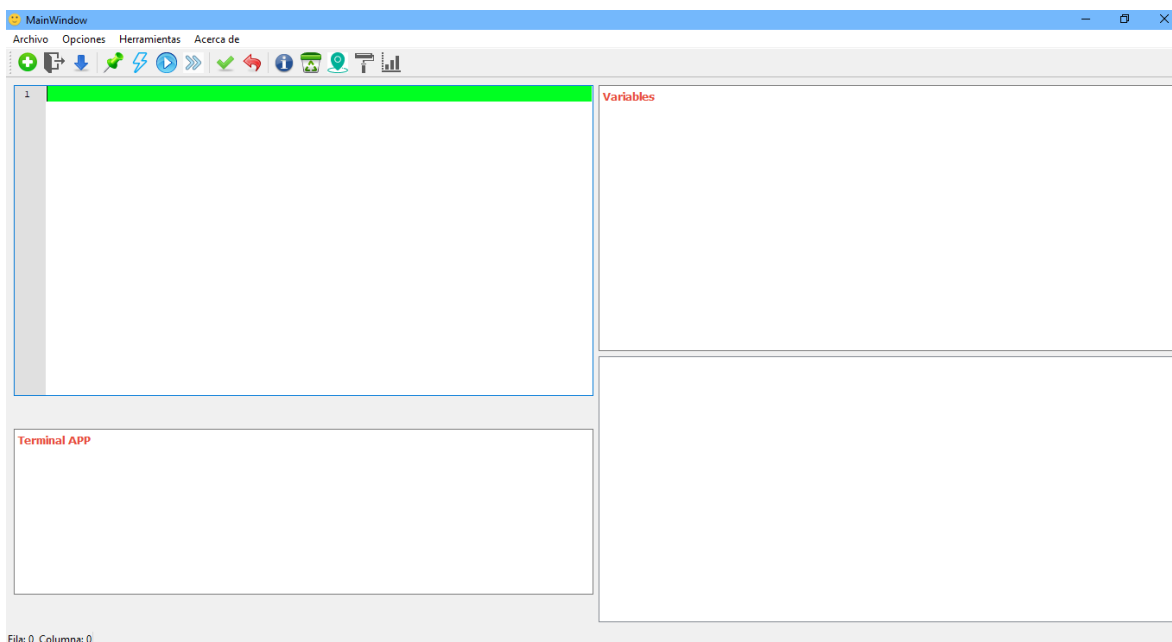 MainWindow
Archivo Opciones Herramientas Acerca de
1
Variables
Terminal APP
Fila: 0 Columna: 0